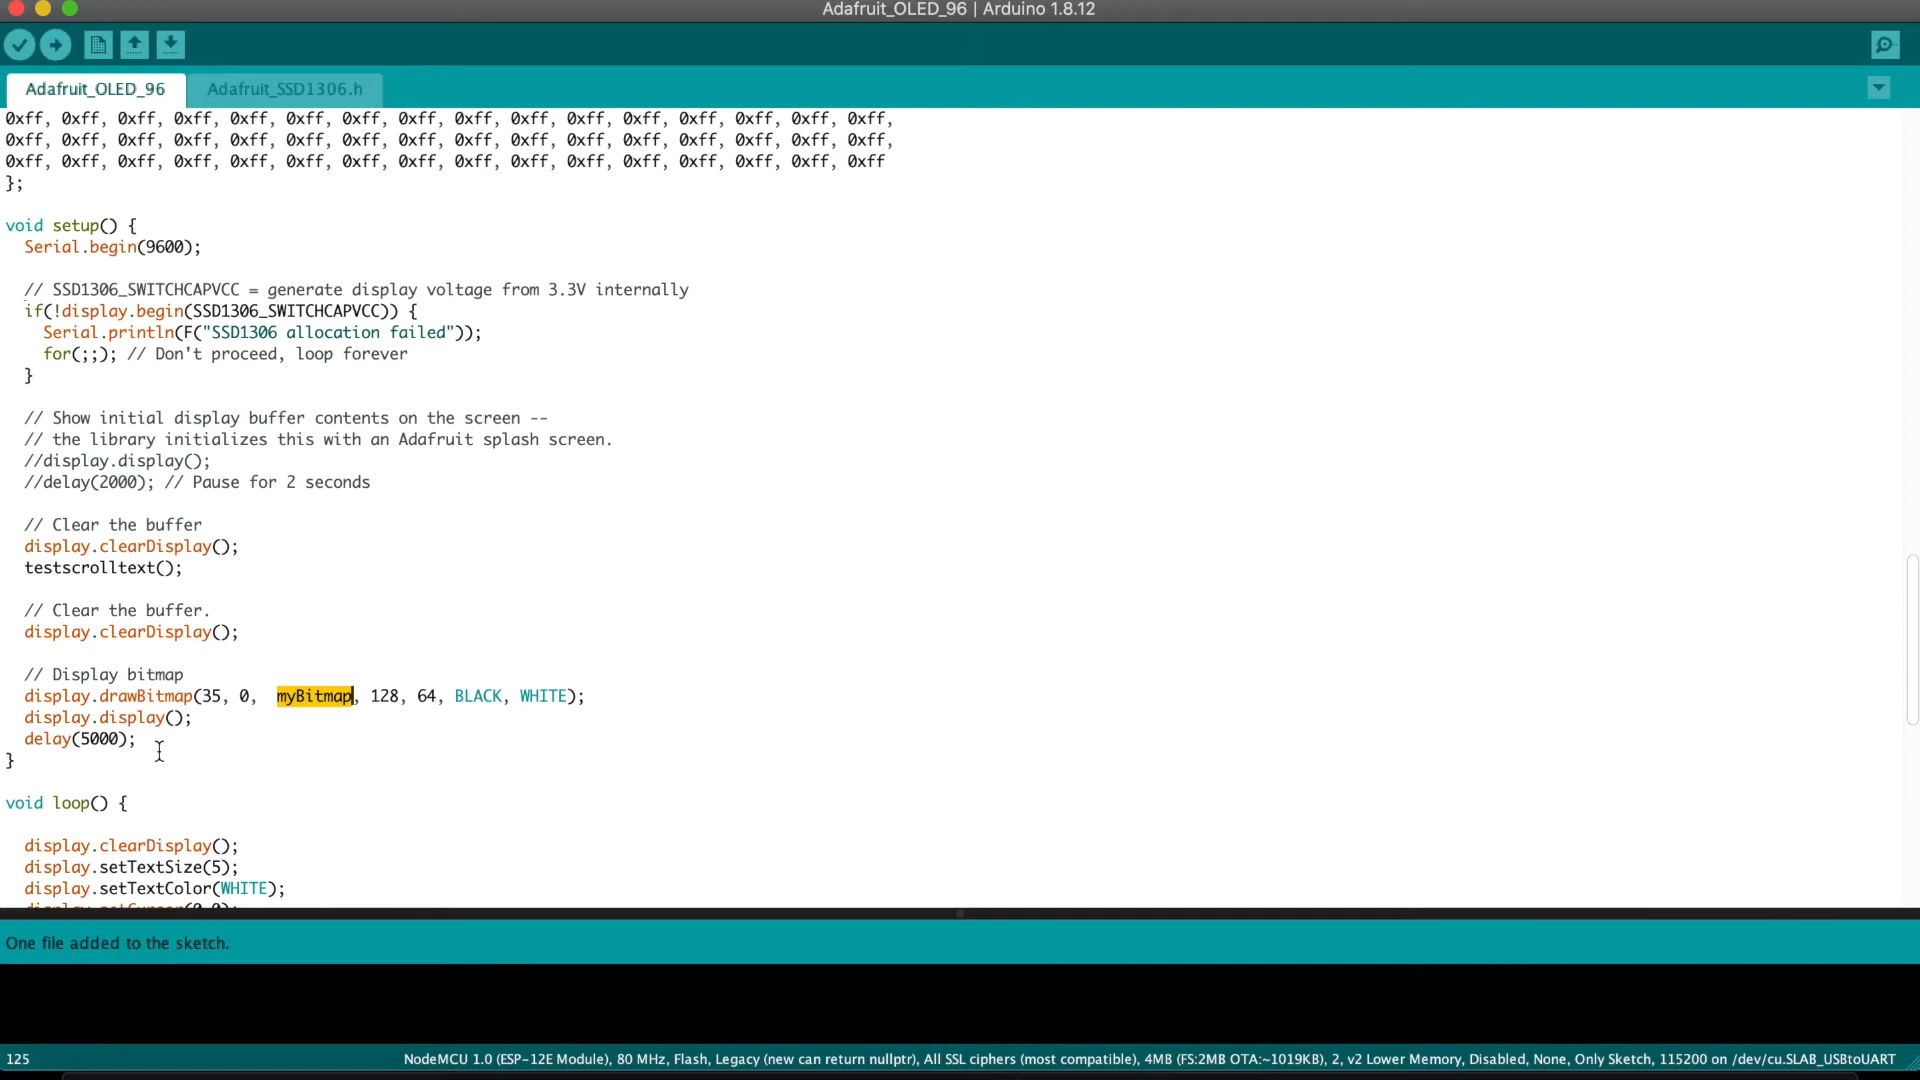 Adafruit_OLED_96 | Arduino 1.8.12
Adafruit_OLED_96 Adafruit_SSD1306.h
0xff, 0xff, 0xff, 0xff, 0xff, 0xff, 0xff, 0xff, 0xff, 0xff, 0xff, 0xff, 0xff, 0xff, 0xff, 0xff,
0xff, 0xff, 0xff, 0xff, 0xff, 0xff, 0xff, 0xff, 0xff, 0xff, 0xff, 0xff, 0xff, 0xff, 0xff, 0xff,
0xff, 0xff, 0xff, 0xff, 0xff, 0xff, 0xff, 0xff, 0xff, 0xff, 0xff, 0xff, 0xff, 0xff, 0xff, 0xff
};
void setup() {
Serial.begin(9600);
// SSD1306_SWITCHCAPVCC = generate display voltage from 3.3V internally
if(!display.begin(SSD1306_SWITCHCAPVCC)) {
Serial.println(F("SSD1306 allocation failed"));
for(;;); // Don't proceed, loop forever
}
// Show initial display buffer contents on the screen --
// the library initializes this with an Adafruit splash screen.
//display.display();
//delay(2000); // Pause for 2 seconds
// Clear the buffer
display.clearDisplay();
testscrolltext();
// Clear the buffer.
display.clearDisplay();
// Display bitmap
display.drawBitmap(35, 0,  myBitmap, 128, 64, BLACK, WHITE);
display.display();
delay(5000);
}
void loop() {
display.clearDisplay();
display.setTextSize(5);
display.setTextColor(WHITE);
display.setCursor(0,0);
One file added to the sketch.
125 NodeMCU 1.0 (ESP-12E Module), 80 MHz, Flash, Legacy (new can return nullptr), All SSL ciphers (most compatible), 4MB (FS:2MB OTA:~1019KB), 2, v2 Lower Memory, Disabled, None, Only Sketch, 115200 on /dev/cu.SLAB_USBtoUART